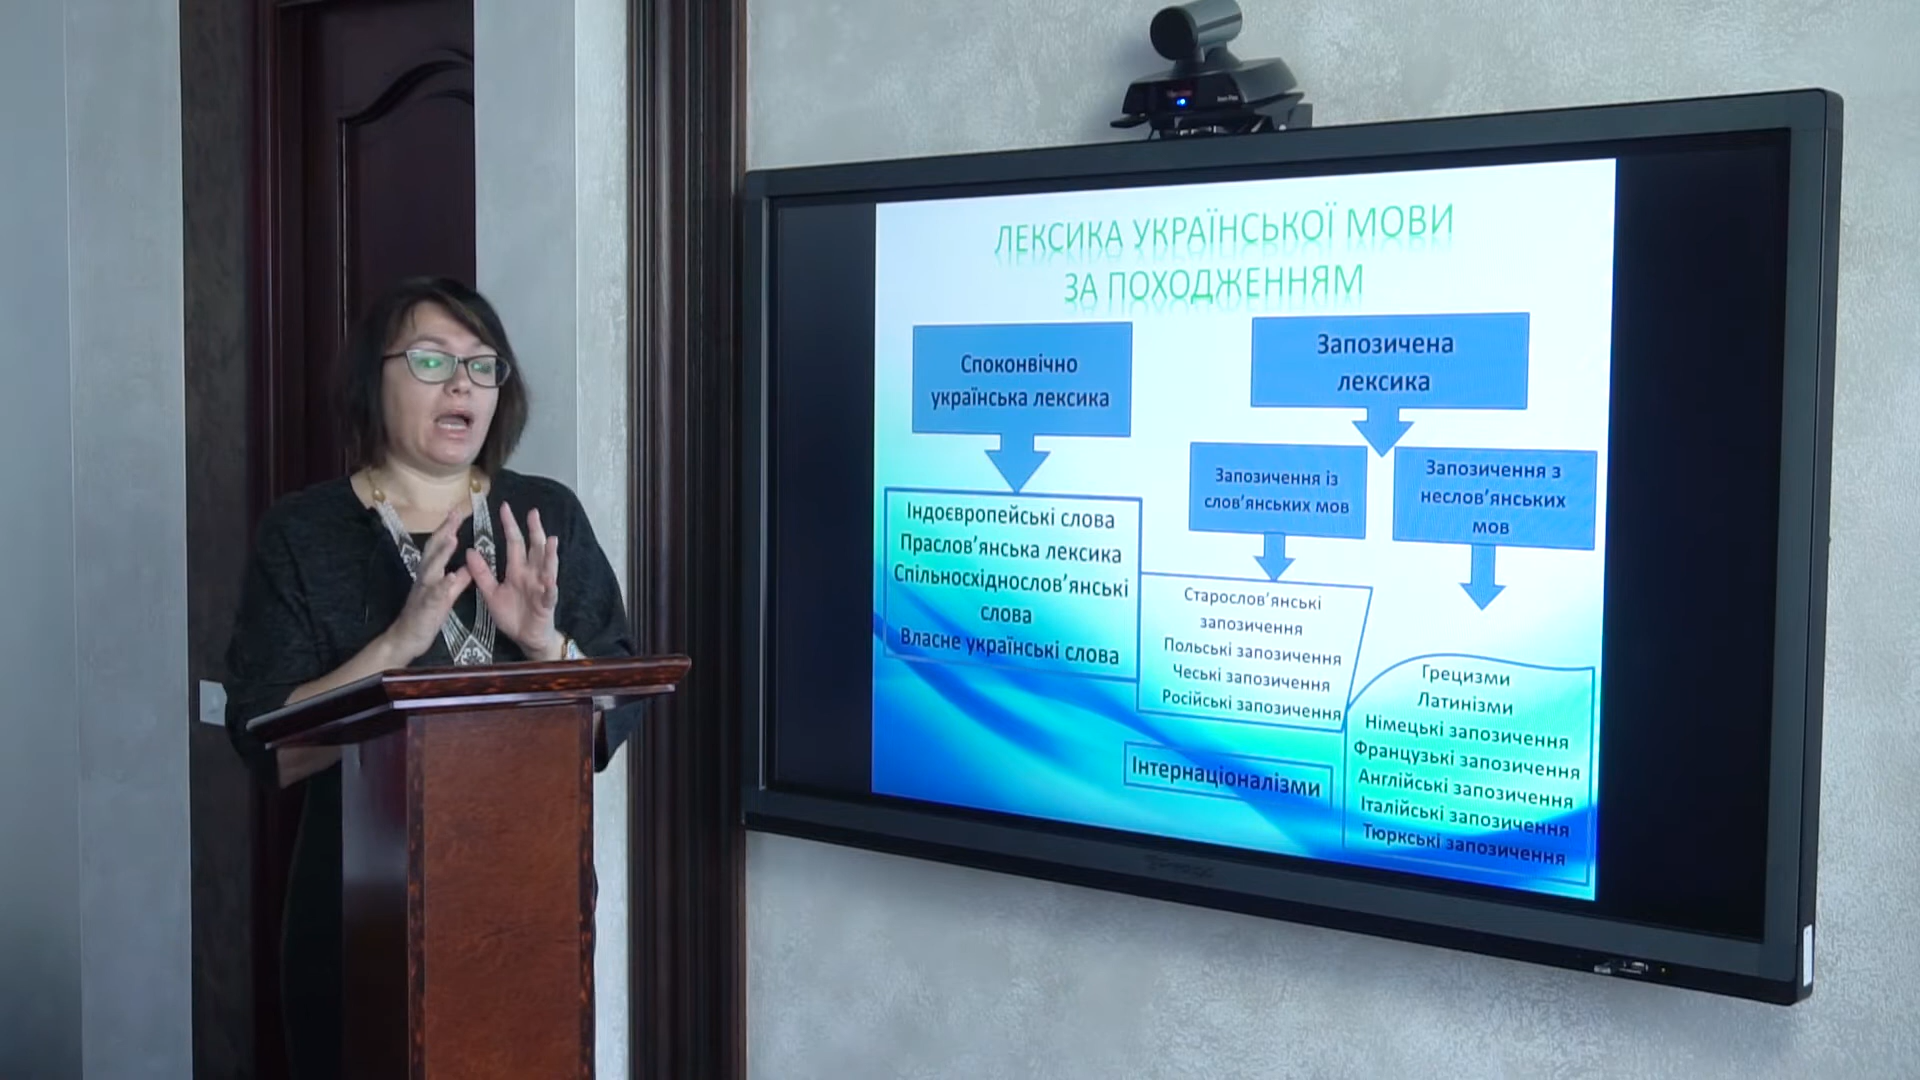 ЛЕКСИКА УКРАЇНСЬКОЇ МОВИ
ЗА ПОХОДЖЕННЯМ
Споконвічно
українська лексика
Індоєвропейські слова
Праслов’янська лексика
Спільносхіднослов’янські
слова
Власне українські слова
Запозичена
лексика
Запозичення із
слов’янських мов
Старослов’янські
запозичення
Польські запозичення
Чеські запозичення
Російські запозичення
Запозичення з
неслов’янських
мов
Грецизми
Латинізми
Німецькі запозичення
Французькі запозичення
Англійські запозичення
Італійські запозичення
Тюркські запозичення
Інтернаціоналізми